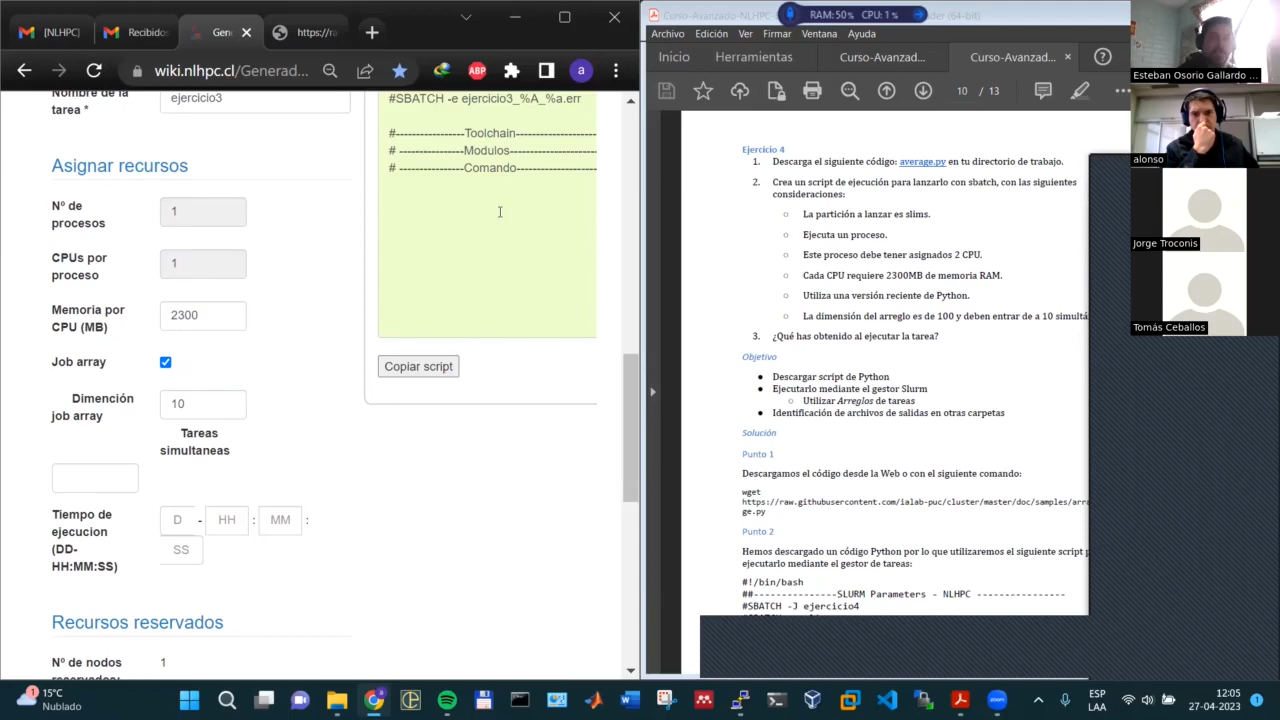 [NLHPC]
Recibido
Gene
https://na
RAM:50% CPU:1%
Curso-Avanzado-NLHPC
der (64-bit)
wiki.nlhpc.cl/Generad...
ABP
a
Archivo Edición Ver Firmar Ventana Ayuda
Inicio Herramientas Curso-Avanzad... Curso-Avanzad...
10 / 13
Nombre de la
tarea *
ejercicio3
Asignar recursos
Nº de
procesos
1
CPUs por
proceso
1
Memoria por
CPU (MB)
2300
Job array
Dimención
job array
10
Tareas
simultaneas
Tiempo de
ejecucion
(DD-
HH:MM:SS)
D - HH : MM :
SS
Recursos reservados
Nº de nodos
reservados:
1
#SBATCH -e ejercicio3_%A_%a.err
#-----------------Toolchain---------------------
# -----------------Modulos---------------------
# -----------------Comando--------------------
Copiar script
Ejercicio 4
1. Descarga el siguiente código: average.py en tu directorio de trabajo.
2. Crea un script de ejecución para lanzarlo con sbatch, con las siguientes
consideraciones:
○ La partición a lanzar es slims.
○ Ejecuta un proceso.
○ Este proceso debe tener asignados 2 CPU.
○ Cada CPU requiere 2300MB de memoria RAM.
○ Utiliza una versión reciente de Python.
○ La dimensión del arreglo es de 100 y deben entrar de a 10 simultá
3. ¿Qué has obtenido al ejecutar la tarea?
Objetivo
● Descargar script de Python
● Ejecutarlo mediante el gestor Slurm
○ Utilizar Arreglos de tareas
● Identificación de archivos de salidas en otras carpetas
Solución
Punto 1
Descargamos el código desde la Web o con el siguiente comando:
wget
https://raw.githubusercontent.com/ialab-puc/cluster/master/doc/samples/arra
ge.py
Punto 2
Hemos descargado un código Python por lo que utilizaremos el siguiente script p
ejecutarlo mediante el gestor de tareas:
#!/bin/bash
##---------------SLURM Parameters - NLHPC ---------------
#SBATCH -J ejercicio4
Esteban Osorio Gallardo ...
alonso
Jorge Troconis
Tomás Ceballos
1
15°C
Nublado
ESP
LAA
12:05
27-04-2023
1